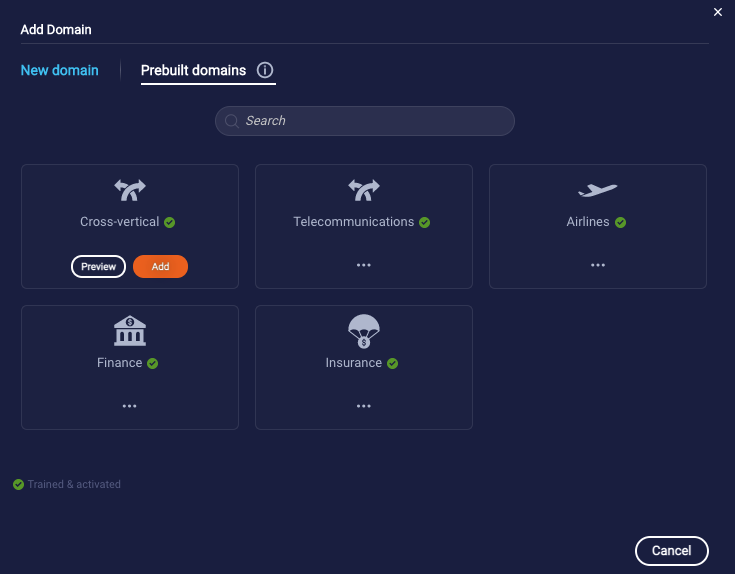 Add Domain
New domain
Prebuilt domains
Search
Cross-vertical
Telecommunications
Airlines
Preview
Add
...
...
Finance
Insurance
...
...
Trained & activated
Cancel